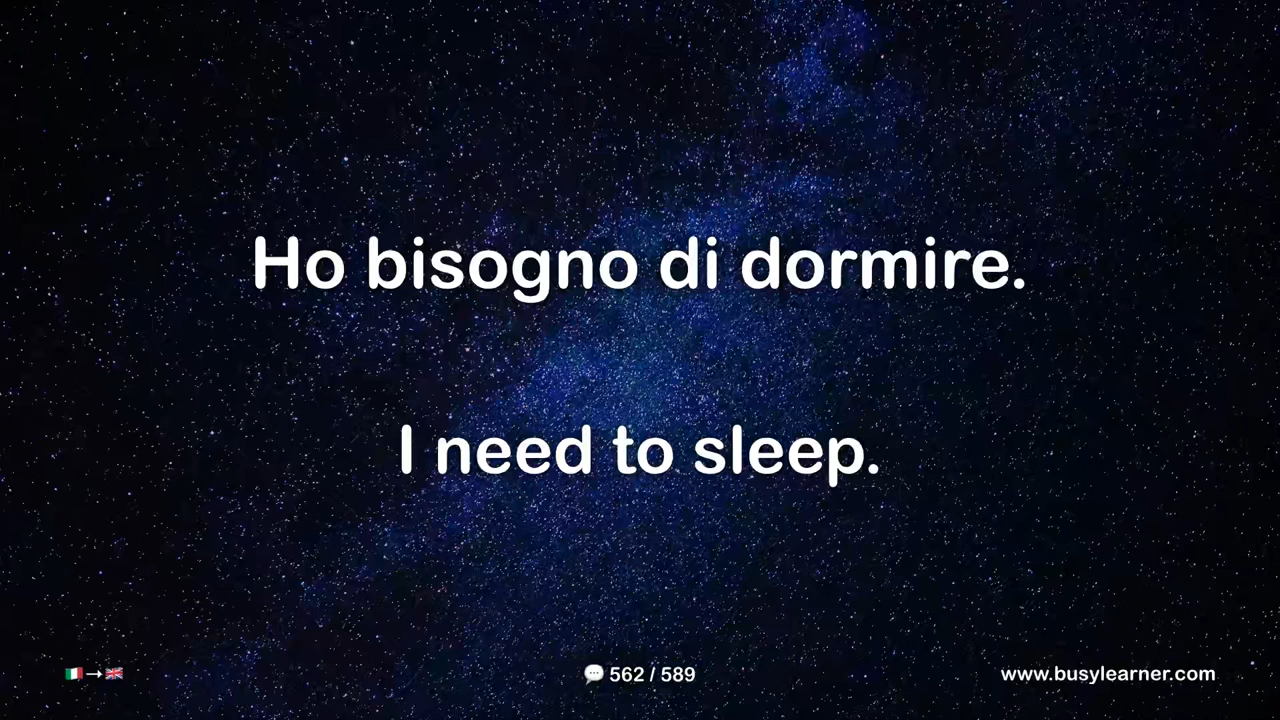 Ho bisogno di dormire.
I need to sleep.
🇮🇹→🇬🇧 💬 562 / 589 www.busylearner.com